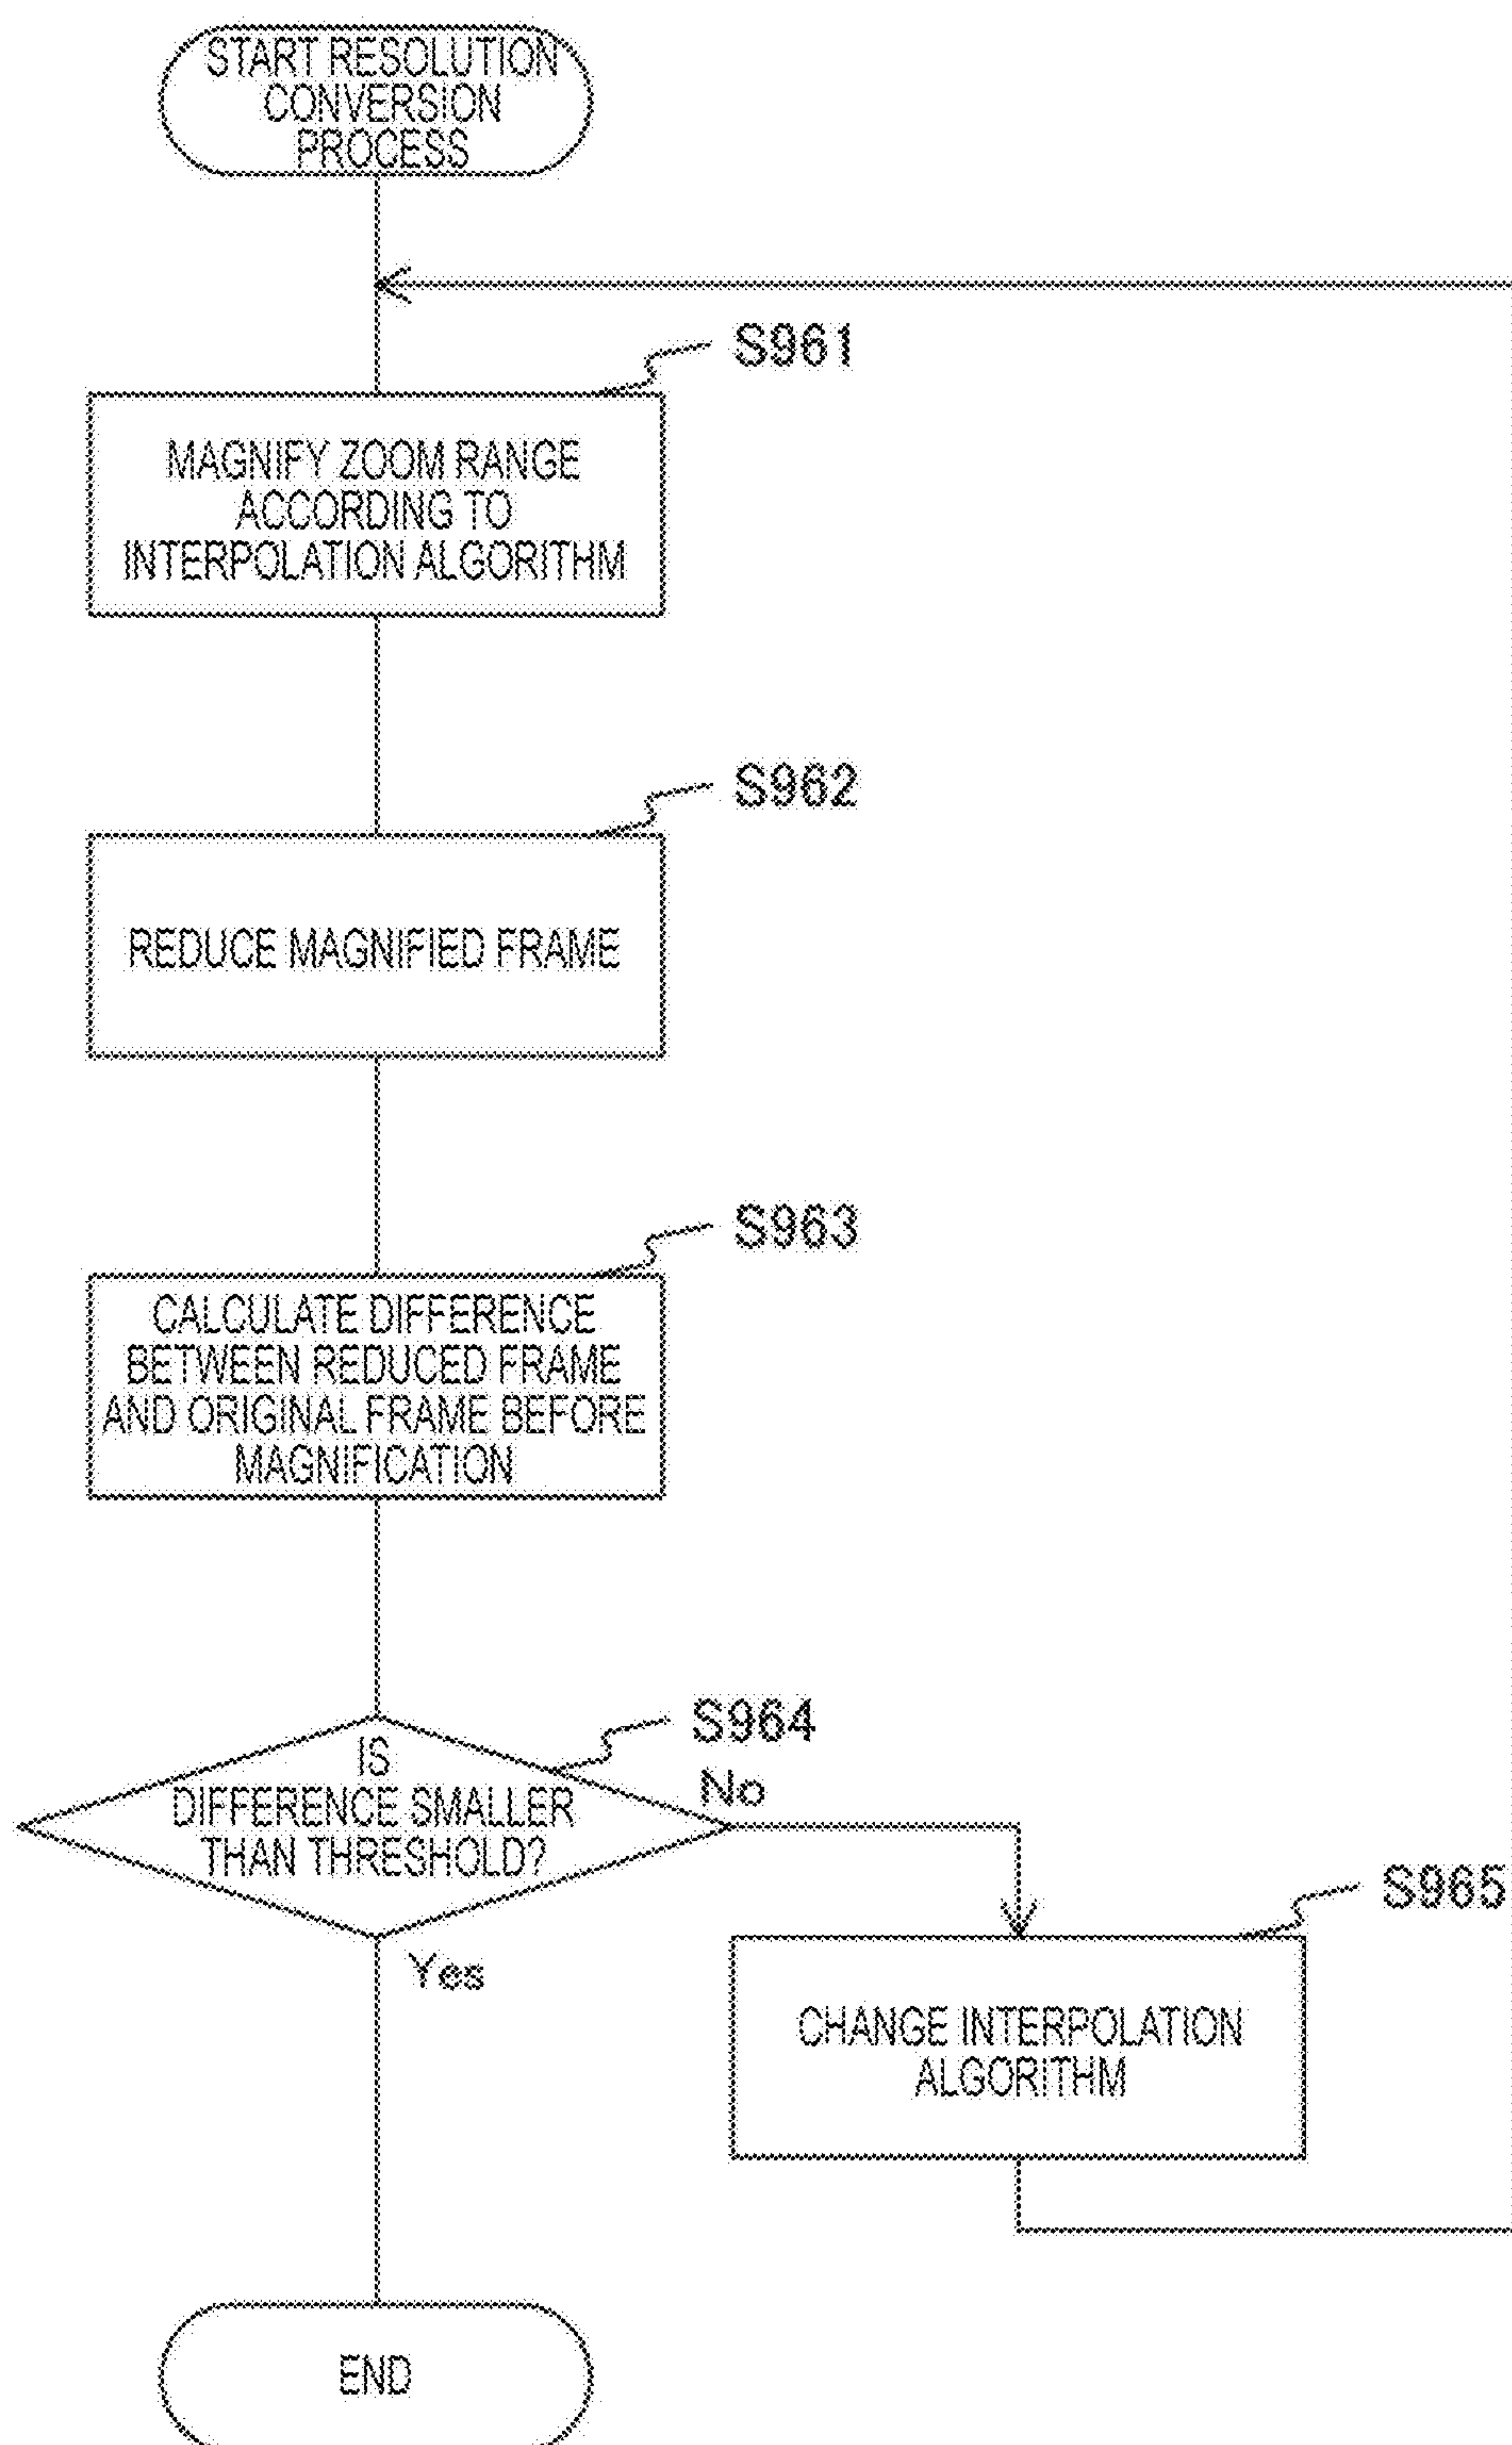 START RESOLUTION
CONVERSION
PROCESS
S961
MAGNIFY ZOOM RANGE
ACCORDING TO
INTERPOLATION ALGORITHM
S962
REDUCE MAGNIFIED FRAME
S963
CALCULATE DIFFERENCE
BETWEEN REDUCED FRAME
AND ORIGINAL FRAME BEFORE
MAGNIFICATION
S964
IS
DIFFERENCE SMALLER
THAN THRESHOLD?
No
Yes
S965
CHANGE INTERPOLATION
ALGORITHM
END